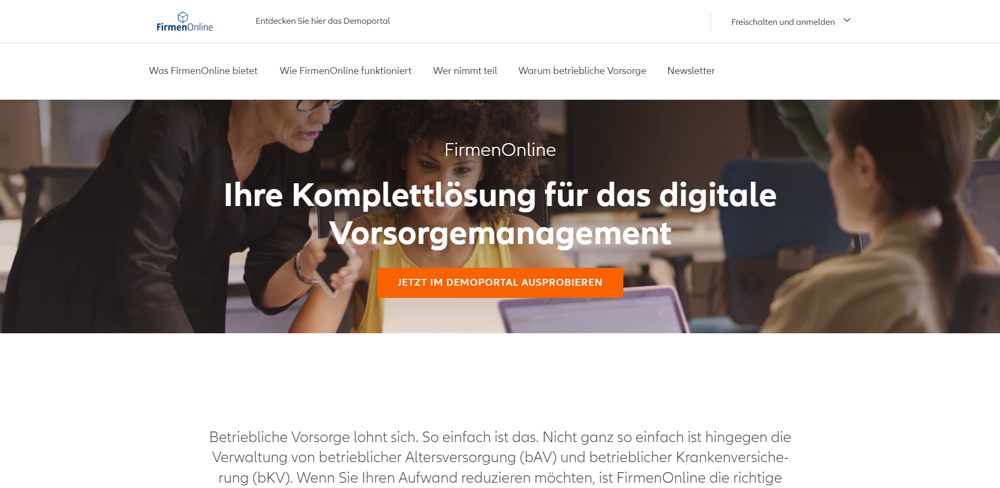 FirmenOnline
Entdecken Sie hier das Demoportal
Freischalten und anmelden
Was FirmenOnline bietet
Wie FirmenOnline funktioniert
Wer nimmt teil
Warum betriebliche Vorsorge
Newsletter
FirmenOnline
Ihre Komplettlösung für das digitale
Vorsorgemanagement
JETZT IM DEMOPORTAL AUSPROBIEREN
Betriebliche Vorsorge lohnt sich. So einfach ist das. Nicht ganz so einfach ist hingegen die
Verwaltung von betrieblicher Altersversorgung (bAV) und betrieblicher Krankenversiche-
rung (bKV). Wenn Sie Ihren Aufwand reduzieren möchten, ist FirmenOnline die richtige